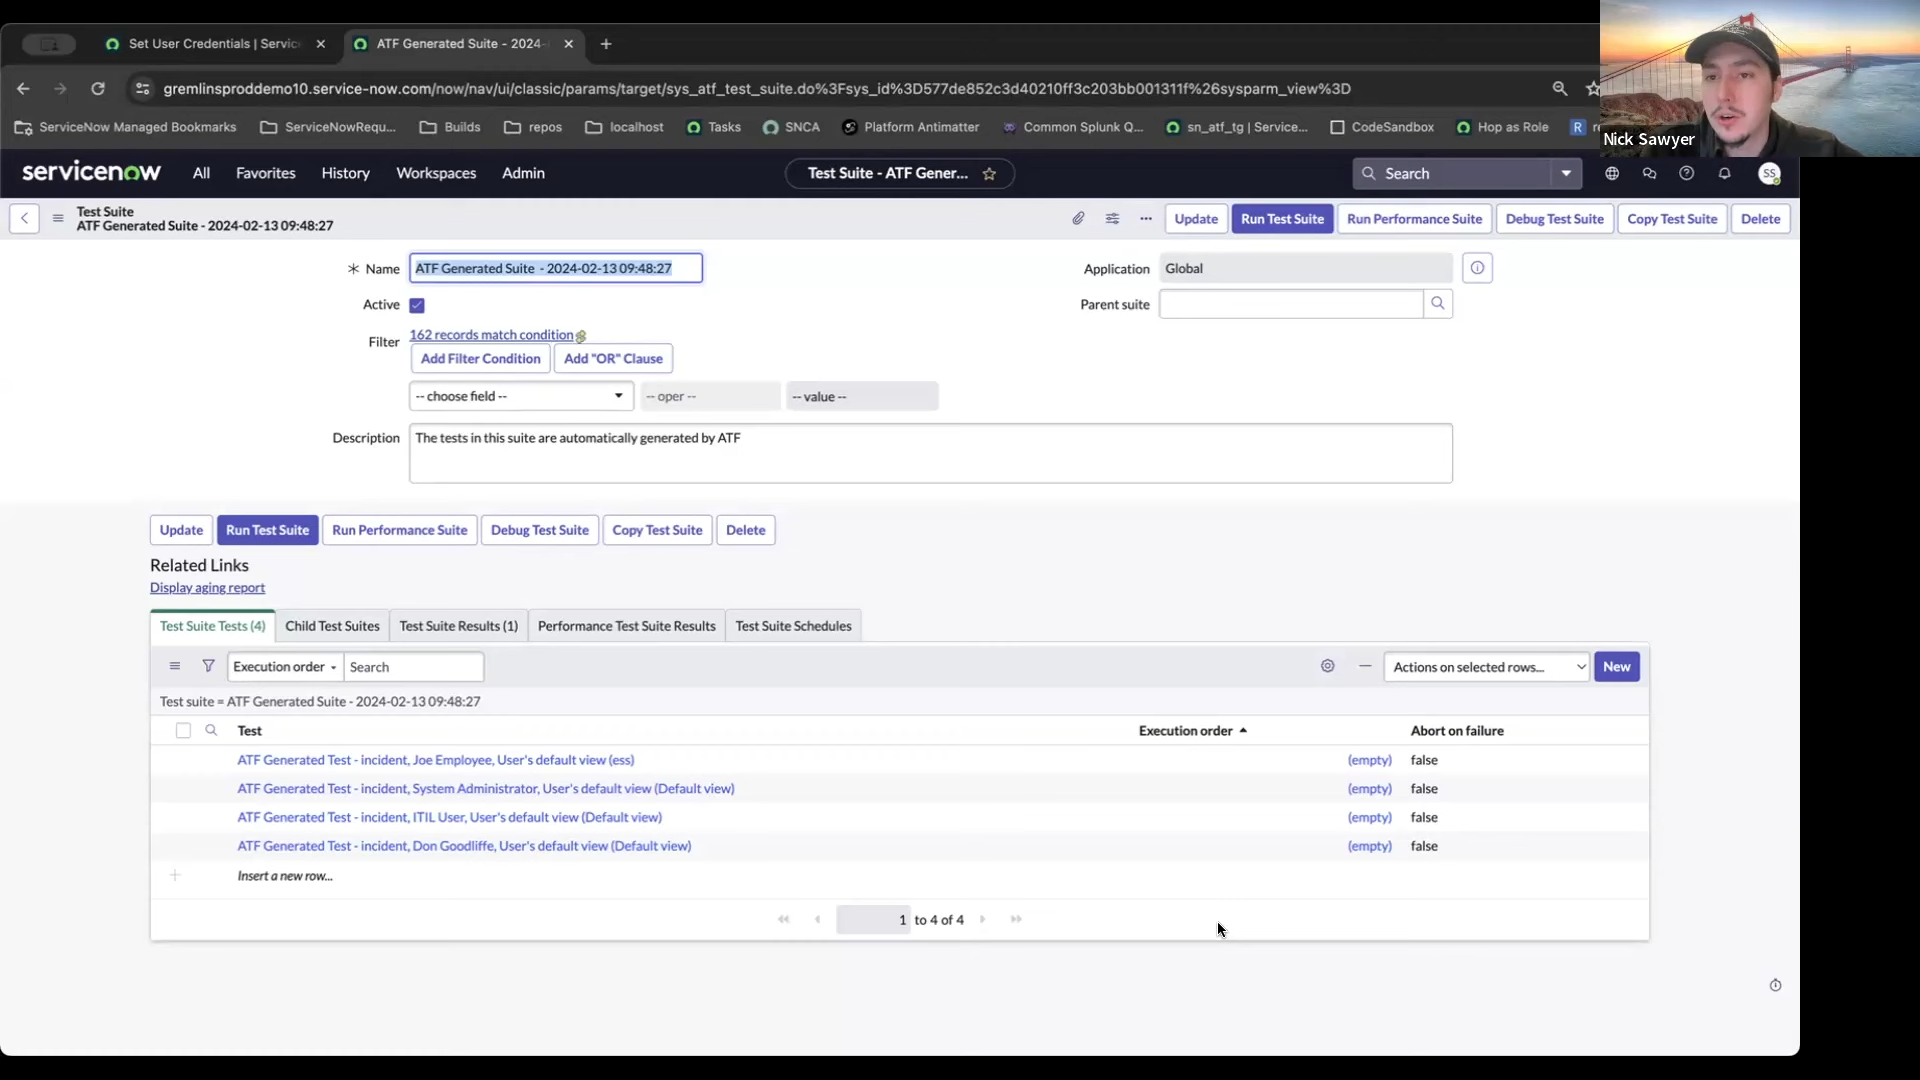 Set User Credentials | Servic
ATF Generated Suite - 2024-
gremlinsproddemo10.service-now.com/now/nav/ui/classic/params/target/sys_atf_test_suite.do%3Fsys_id%3D577de852c3d40210ff3c203bb001311f%26sysparm_view%3D
ServiceNow Managed Bookmarks
ServiceNowRequ...
Builds
repos
localhost
Tasks
SNCA
Platform Antimatter
Common Splunk Q...
sn_atf_tg | Service...
CodeSandbox
Hop as Role
R
Nick Sawyer
servicenow
All
Favorites
History
Workspaces
Admin
Test Suite - ATF Gener...
Search
SS
Test Suite
ATF Generated Suite - 2024-02-13 09:48:27
Update
Run Test Suite
Run Performance Suite
Debug Test Suite
Copy Test Suite
Delete
Name
ATF Generated Suite - 2024-02-13 09:48:27
Application
Global
Active
Parent suite
Filter
162 records match condition
Add Filter Condition
Add "OR" Clause
-- choose field --
-- oper --
-- value --
Description
The tests in this suite are automatically generated by ATF
Update
Run Test Suite
Run Performance Suite
Debug Test Suite
Copy Test Suite
Delete
Related Links
Display aging report
Test Suite Tests (4)
Child Test Suites
Test Suite Results (1)
Performance Test Suite Results
Test Suite Schedules
Execution order
Search
Actions on selected rows...
New
Test suite = ATF Generated Suite - 2024-02-13 09:48:27
Test
Execution order
Abort on failure
ATF Generated Test - incident, Joe Employee, User's default view (ess)
(empty)
false
ATF Generated Test - incident, System Administrator, User's default view (Default view)
(empty)
false
ATF Generated Test - incident, ITIL User, User's default view (Default view)
(empty)
false
ATF Generated Test - incident, Don Goodliffe, User's default view (Default view)
(empty)
false
Insert a new row...
1 to 4 of 4